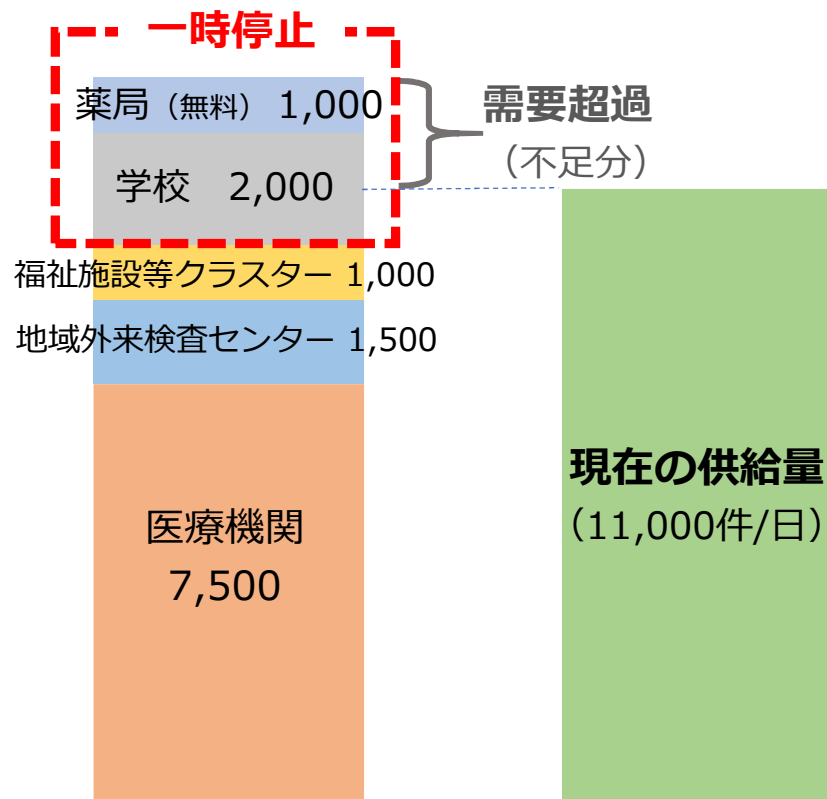 一時停止
薬局（無料） 1,000
学校　2,000
需要超過
（不足分）
福祉施設等クラスター 1,000
地域外来検査センター 1,500
医療機関
7,500
現在の供給量
（11,000件/日）